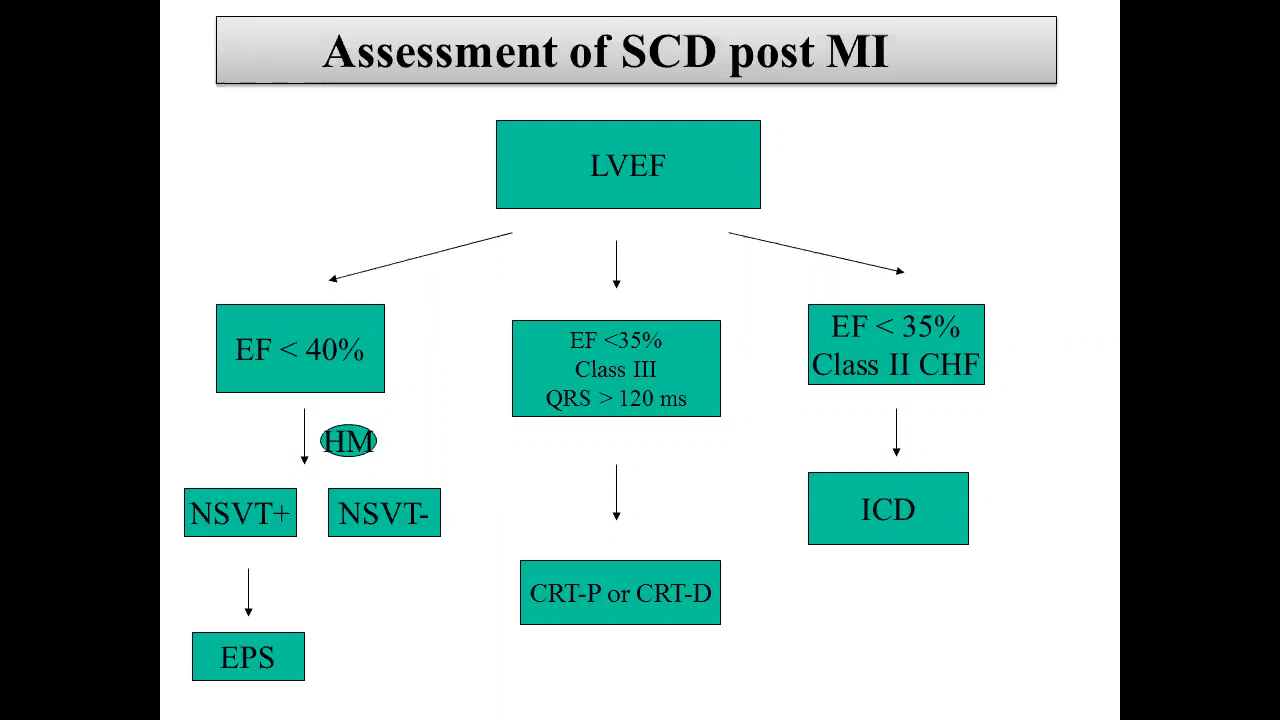 Assessment of SCD post MI
LVEF
EF < 40%
EF <35%
Class III
QRS > 120 ms
EF < 35%
Class II CHF
HM
NSVT+
NSVT-
ICD
CRT-P or CRT-D
EPS